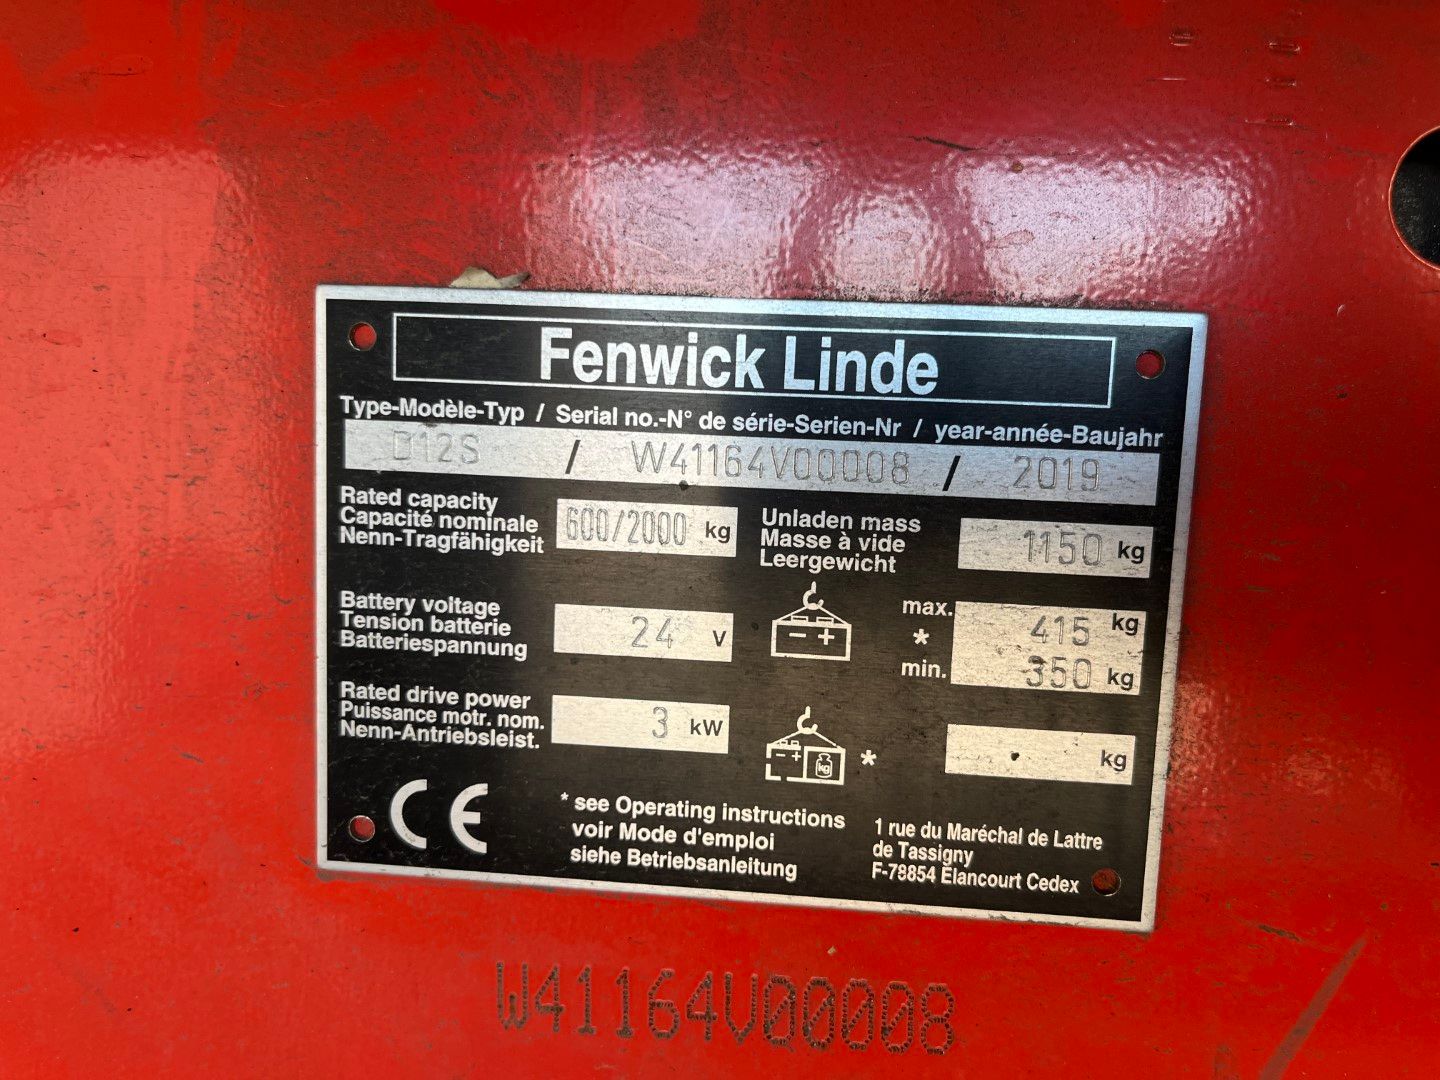 Fenwick Linde
Type-Modèle-Typ / Serial no.-N° de série-Serien-Nr / year-année-Baujahr
D12S / W41164V00008 / 2019
Rated capacity
Capacité nominale
Nenn-Tragfähigkeit
600/2000 kg
Unladen mass
Masse à vide
Leergewicht
1150 kg
Battery voltage
Tension batterie
Batteriespannung
24 V
- +
max. 415 kg
*
min. 350 kg
Rated drive power
Puissance motr. nom.
Nenn-Antriebsleist.
3 kW
- + kg *
kg
CE
* see Operating instructions
voir Mode d'emploi
siehe Betriebsanleitung
1 rue du Maréchal de Lattre
de Tassigny
F-78854 Élancourt Cedex
W41164V00008